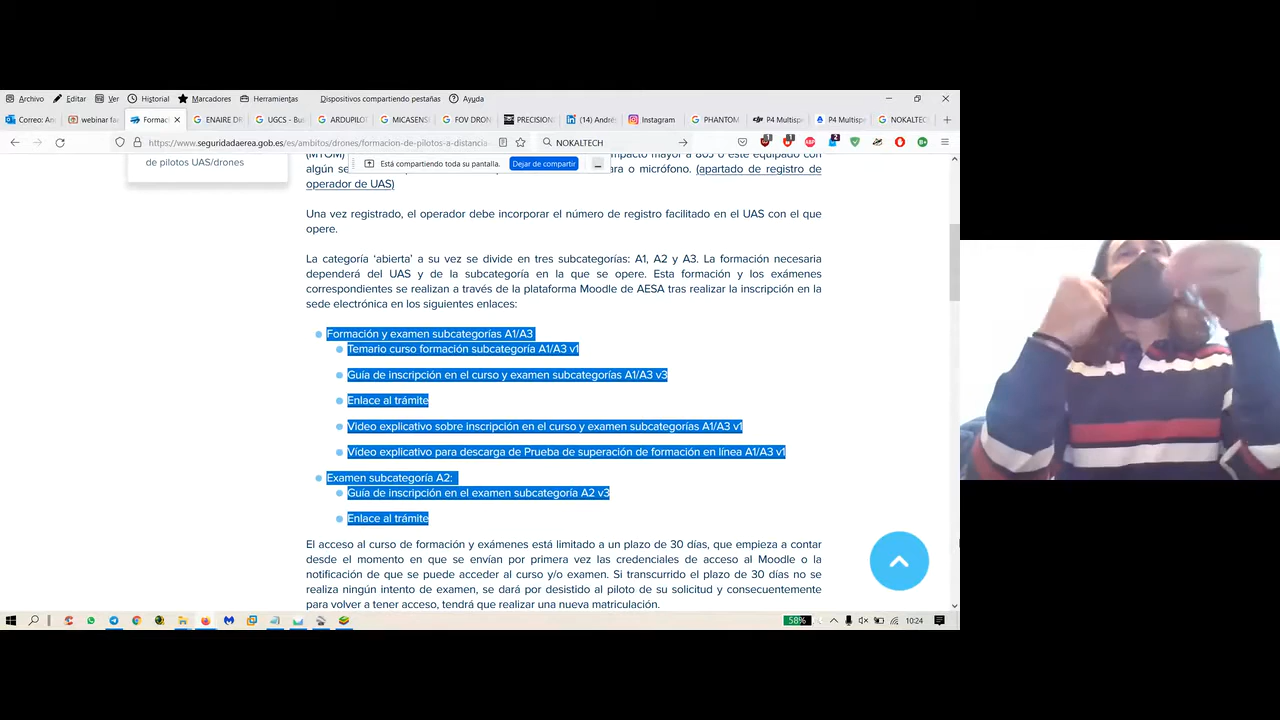 Archivo Editar Ver Historial Marcadores Herramientas Dispositivos compartiendo pestañas Ayuda
Correo: An
webinar fac
Formac
ENAIRE DR
UGCS - Bu
ARDUPILOT
MICASENSE
FOV DRON
PRECISION
(14) Andrés
Instagram
PHANTOM
P4 Multisp
P4 Multisp
NOKALTECH
https://www.seguridadaerea.gob.es/es/ambitos/drones/formacion-de-pilotos-a-distancia-
NOKALTECH
Está compartiendo toda su pantalla. Dejar de compartir
de pilotos UAS/drones
algún se
ara o micrófono. (apartado de registro de
operador de UAS)
Una vez registrado, el operador debe incorporar el número de registro facilitado en el UAS con el que
opere.
La categoría ‘abierta’ a su vez se divide en tres subcategorías: A1, A2 y A3. La formación necesaria
dependerá del UAS y de la subcategoría en la que se opere. Esta formación y los exámenes
correspondientes se realizan a través de la plataforma Moodle de AESA tras realizar la inscripción en la
sede electrónica en los siguientes enlaces:
Formación y examen subcategorías A1/A3
Temario curso formación subcategoría A1/A3 v1
Guía de inscripción en el curso y examen subcategorías A1/A3 v3
Enlace al trámite
Video explicativo sobre inscripción en el curso y examen subcategorías A1/A3 v1
Vídeo explicativo para descarga de Prueba de superación de formación en línea A1/A3 v1
Examen subcategoría A2:
Guía de inscripción en el examen subcategoría A2 v3
Enlace al trámite
El acceso al curso de formación y exámenes está limitado a un plazo de 30 días, que empieza a contar
desde el momento en que se envían por primera vez las credenciales de acceso al Moodle o la
notificación de que se puede acceder al curso y/o examen. Si transcurrido el plazo de 30 días no se
realiza ningún intento de examen, se dará por desistido al piloto de su solicitud y consecuentemente
para volver a tener acceso, tendrá que realizar una nueva matriculación.
58%
10:24